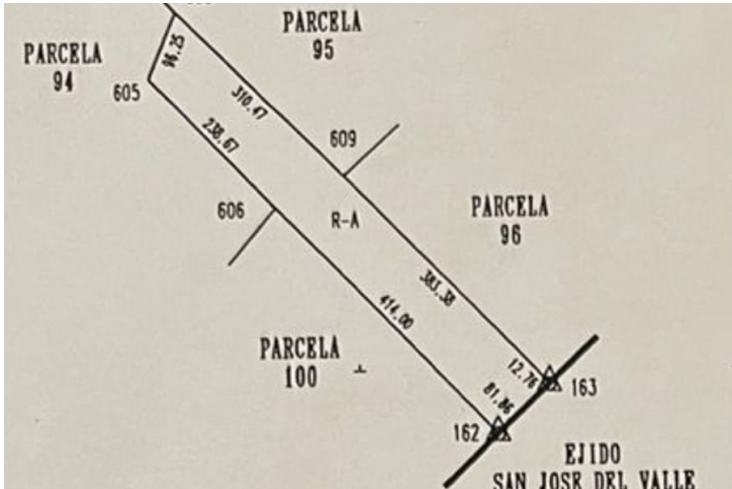 PARCELA
95
PARCELA
94
96.25
605
310.47
238.67
609
606
R-A
PARCELA
96
383.38
414.00
PARCELA
100
12.76
163
81.86
162
EJIDO
SAN JOSE DEL VALLE